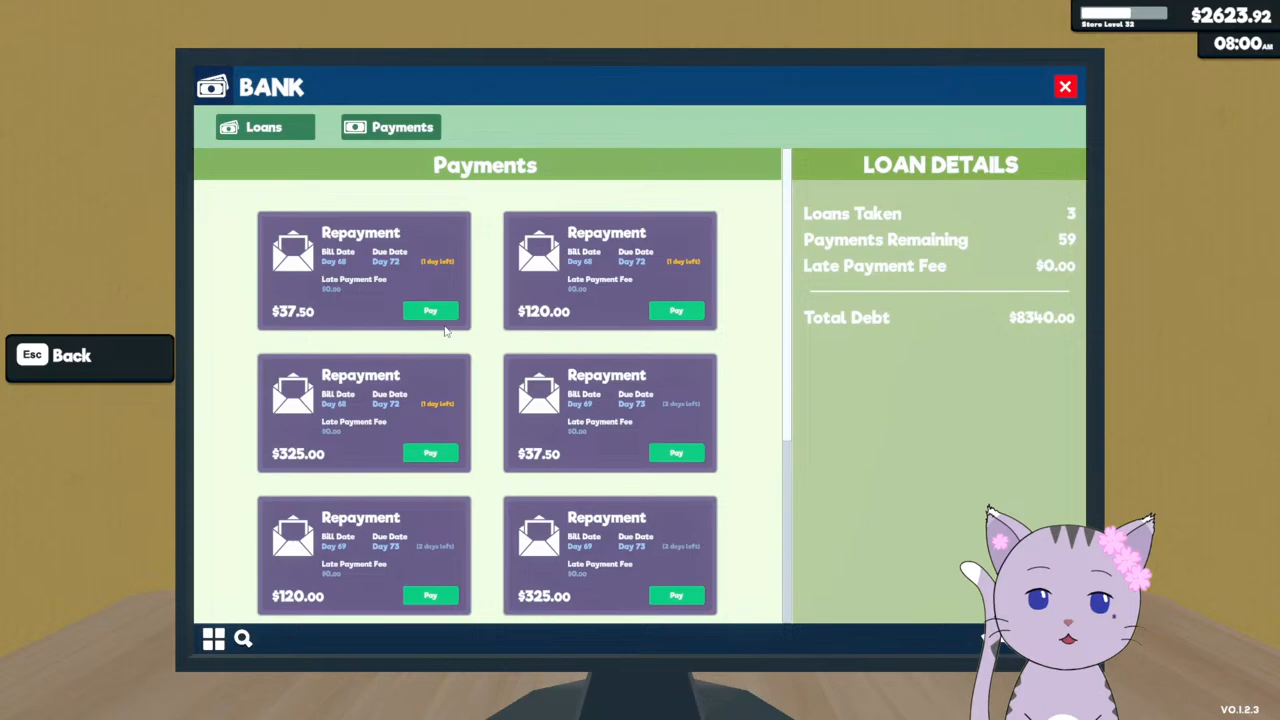 $2623.92
Store Level 32
08:00AM
BANK
Loans
Payments
Payments
LOAN DETAILS
Repayment
Bill Date Due Date
Day 68 Day 72 (1 day left)
Late Payment Fee
$0.00
$37.50 Pay
Repayment
Bill Date Due Date
Day 68 Day 72 (1 day left)
Late Payment Fee
$0.00
$120.00 Pay
Loans Taken 3
Payments Remaining 59
Late Payment Fee $0.00
Total Debt $8340.00
Esc Back
Repayment
Bill Date Due Date
Day 68 Day 72 (1 day left)
Late Payment Fee
$0.00
$325.00 Pay
Repayment
Bill Date Due Date
Day 69 Day 73 (2 days left)
Late Payment Fee
$0.00
$37.50 Pay
Repayment
Bill Date Due Date
Day 69 Day 73 (2 days left)
Late Payment Fee
$0.00
$120.00 Pay
Repayment
Bill Date Due Date
Day 69 Day 73 (2 days left)
Late Payment Fee
$0.00
$325.00 Pay
V0.1.2.3